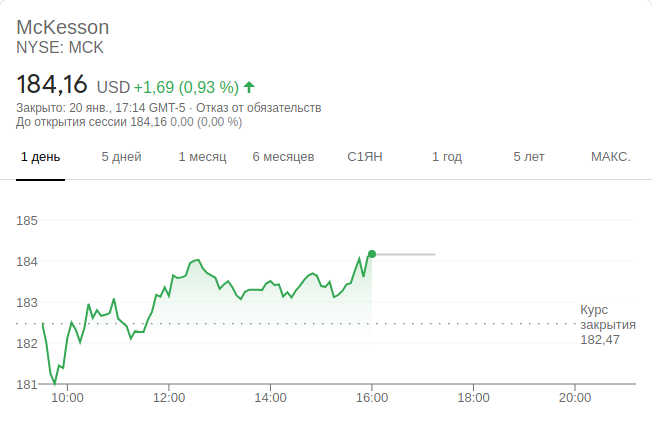 McKesson
NYSE: MCK
184,16 USD +1,69 (0,93 %)
Закрыто: 20 янв., 17:14 GMT-5 · Отказ от обязательств
До открытия сессии 184,16 0,00 (0,00 %)
1 день 5 дней 1 месяц 6 месяцев С1ЯН 1 год 5 лет МАКС.
185
184
183
Курс
закрытия
182,47
182
181
10:00 12:00 14:00 16:00 18:00 20:00